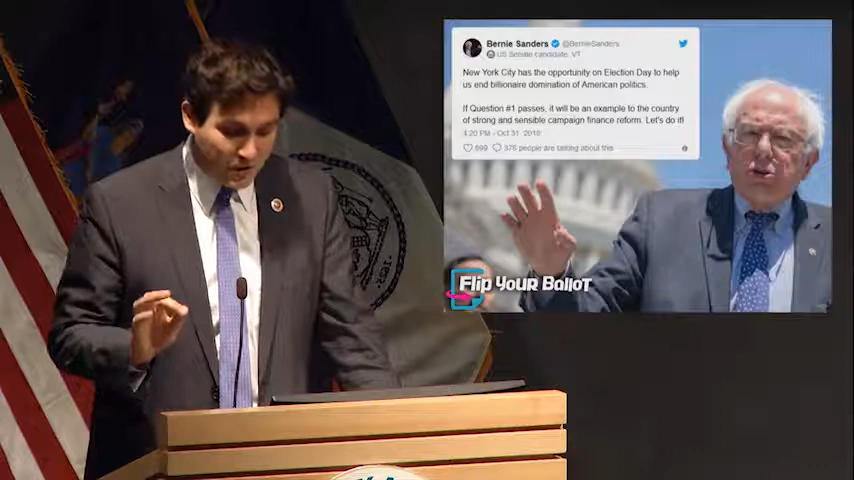 Bernie Sanders @BernieSanders
US Senate candidate, VT
New York City has the opportunity on Election Day to help
us end billionaire domination of American politics.
If Question #1 passes, it will be an example to the country
of strong and sensible campaign finance reform. Let's do it!
4:20 PM - Oct 31, 2018
699 376 people are talking about this
Flip Your Ballot